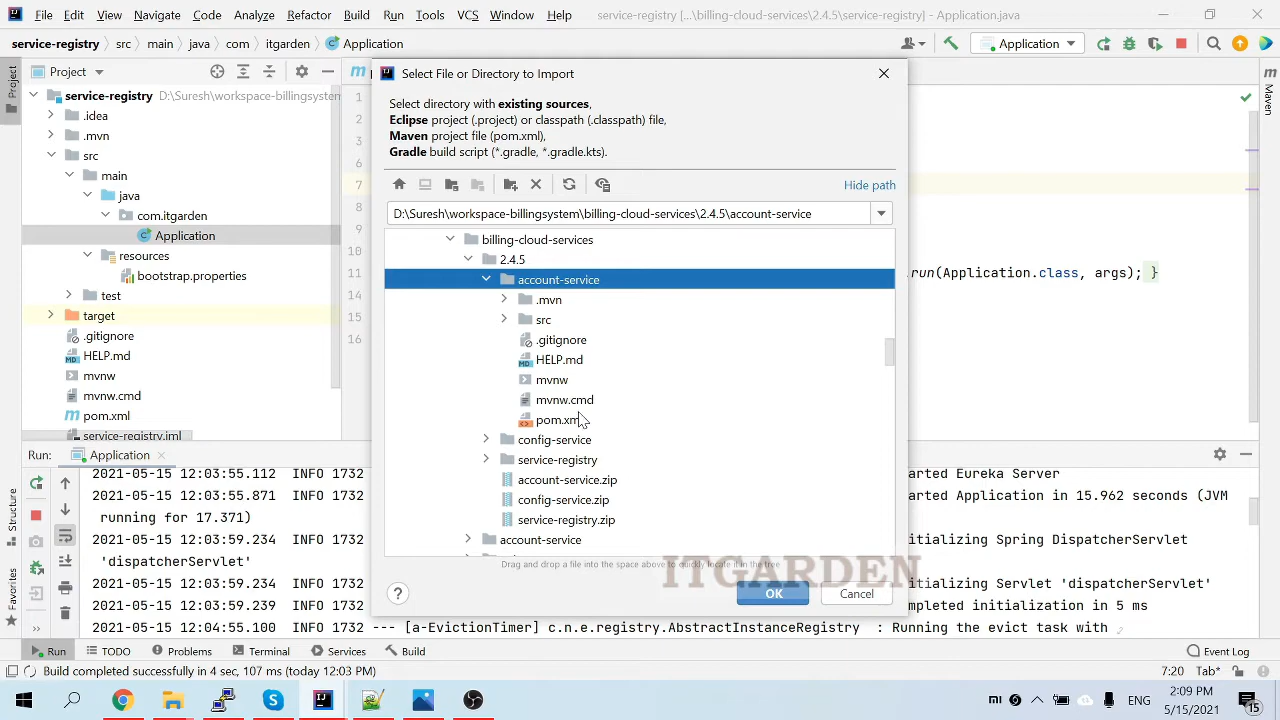 File Edit View Navigate Code Analyze Refactor Build Run Tools VCS Window Help service-registry [...\billing-cloud-services\2.4.5\service-registry] - Application.java
service-registry src main java com itgarden Application
Application
Project
Select File or Directory to Import
service-registry D:\Suresh\workspace-billingsystem
.idea
.mvn
src
main
java
com.itgarden
Application
resources
bootstrap.properties
test
target
.gitignore
HELP.md
mvnw
mvnw.cmd
pom.xml
service-registry.iml
1
2
3
6
7
8
9
10
11
14
15
16
Select directory with existing sources,
Eclipse project (.project) or classpath (.classpath) file,
Maven project file (pom.xml),
Gradle build script (*.gradle, *.gradle.kts).
Hide path
D:\Suresh\workspace-billingsystem\billing-cloud-services\2.4.5\account-service
billing-cloud-services
2.4.5
account-service
.mvn
src
.gitignore
HELP.md
mvnw
mvnw.cmd
pom.xml
config-service
service-registry
account-service.zip
config-service.zip
service-registry.zip
account-service
Drag and drop a file into the space above to quickly locate it in the tree
ITGARDEN
?
OK
Cancel
.run(Application.class, args); }
Maven
Project
Structure
Favorites
Run: Application
2021-05-15 12:03:55.112 INFO 1732 arted Eureka Server
2021-05-15 12:03:55.871 INFO 1732 arted Application in 15.962 seconds (JVM
running for 17.371)
2021-05-15 12:03:59.234 INFO 1732 itializing Spring DispatcherServlet
'dispatcherServlet'
2021-05-15 12:03:59.234 INFO 1732 itializing Servlet 'dispatcherServlet'
2021-05-15 12:03:59.239 INFO 1732 mpleted initialization in 5 ms
2021-05-15 12:04:55.100 INFO 1732 --- [a-EvictionTimer] c.n.e.registry.AbstractInstanceRegistry : Running the evict task with
Run TODO Problems Terminal Services Build Event Log
Build completed successfully in 4 sec, 107 ms (today 12:03 PM) 7:20 Tab*
ENG
2:09 PM
5/15/2021
15